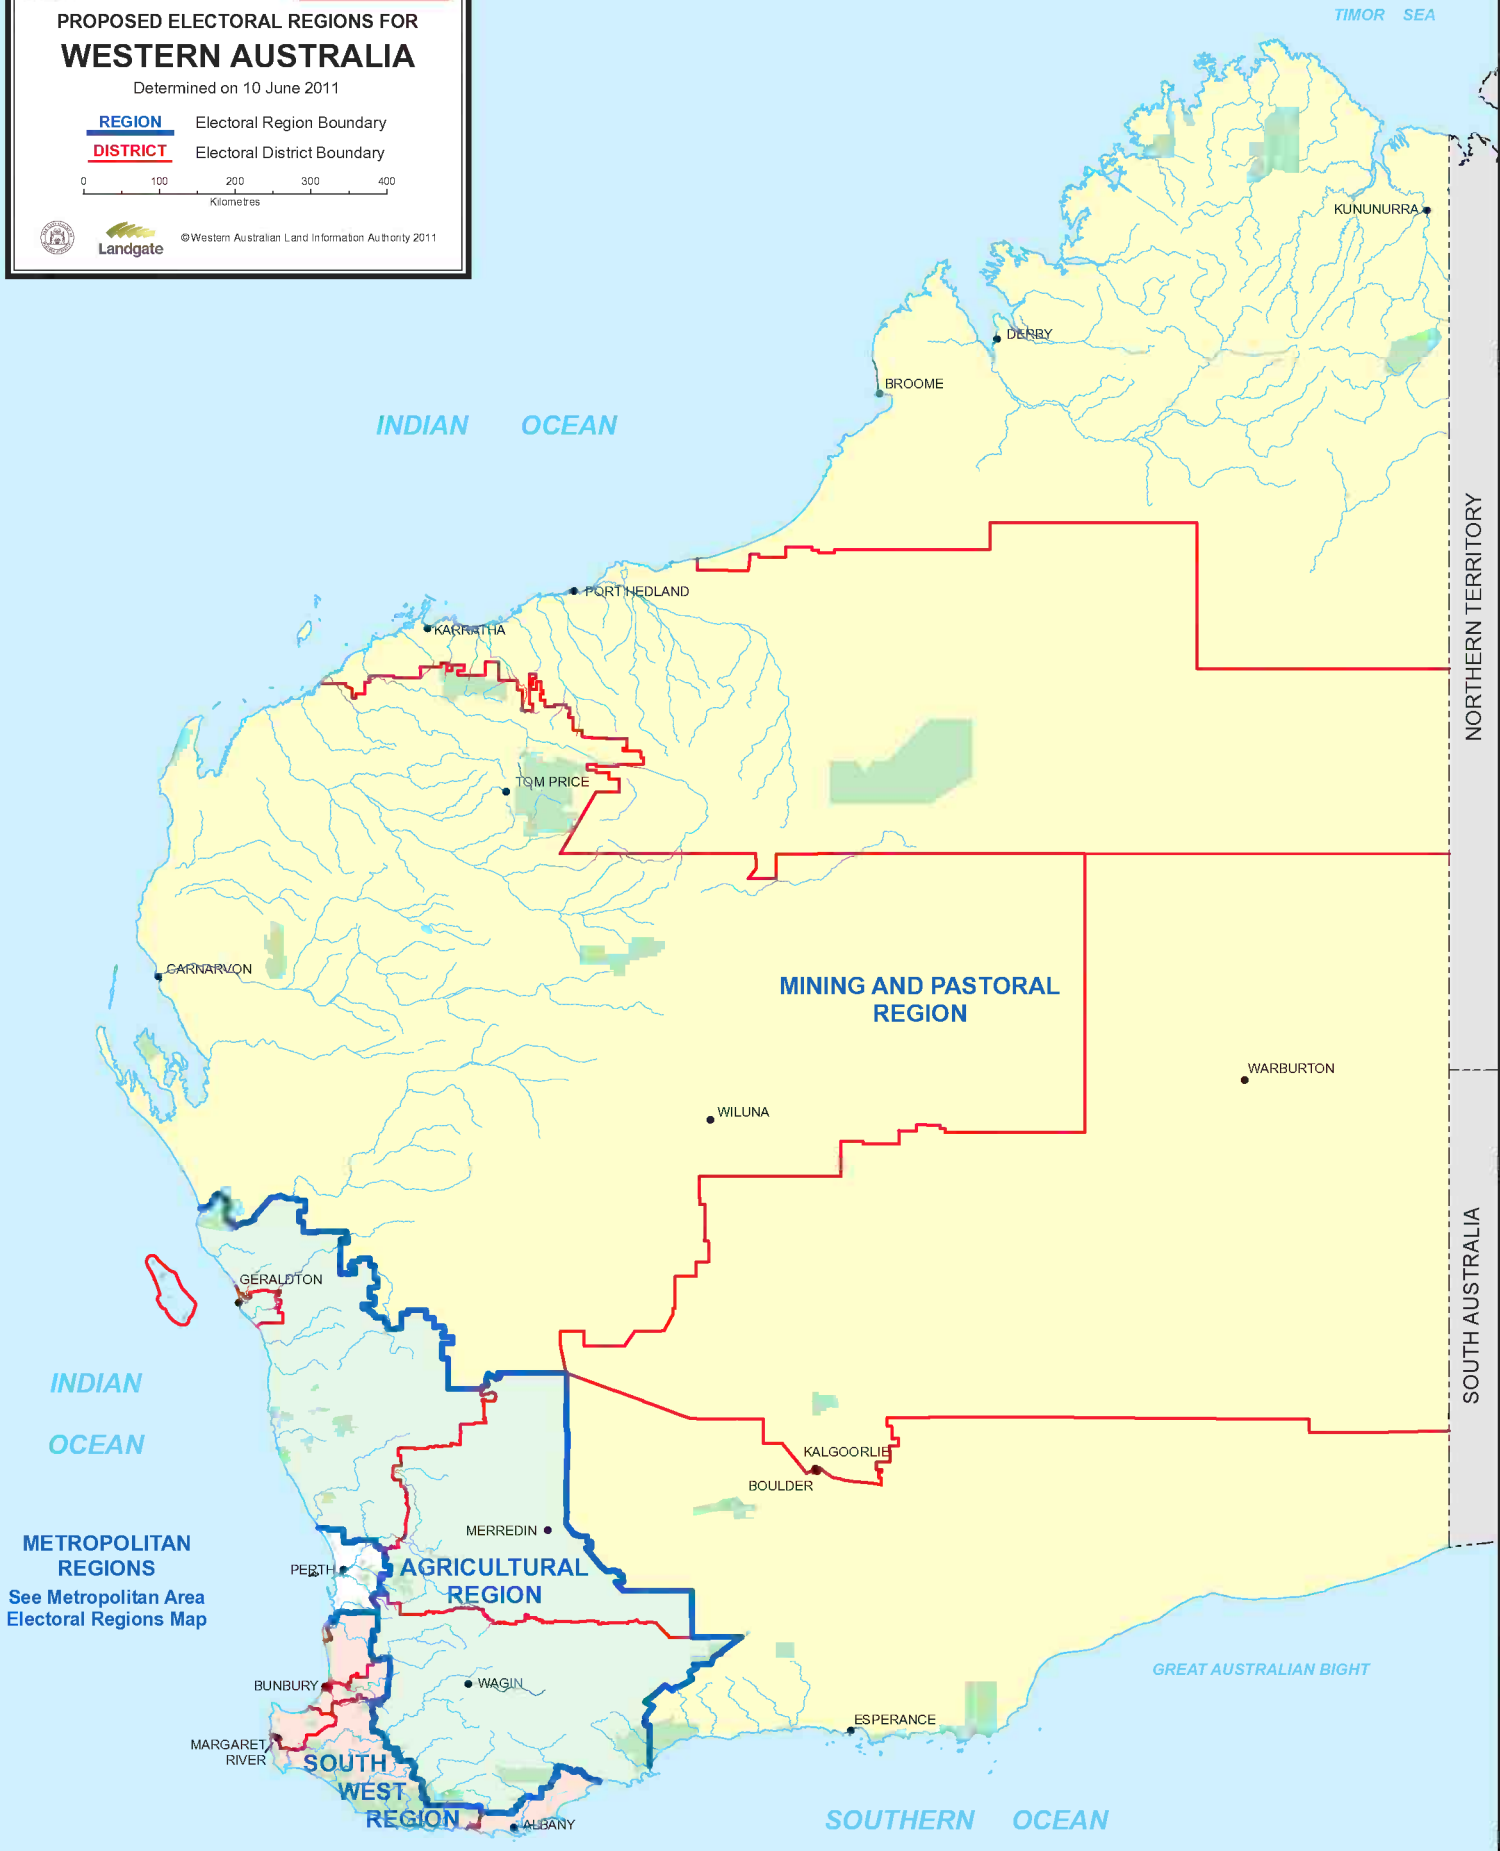 PROPOSED ELECTORAL REGIONS FOR
WESTERN AUSTRALIA
Determined on 10 June 2011
REGION Electoral Region Boundary
DISTRICT Electoral District Boundary
0 100 200 300 400
Kilometres
Landgate
© Western Australian Land Information Authority 2011
TIMOR SEA
KUNUNURRA
DERBY
BROOME
INDIAN OCEAN
NORTHERN TERRITORY
PORT HEDLAND
KARRATHA
TOM PRICE
CARNARVON
MINING AND PASTORAL
REGION
WARBURTON
WILUNA
SOUTH AUSTRALIA
GERALDTON
INDIAN
OCEAN
KALGOORLIE
BOULDER
MERREDIN
METROPOLITAN
REGIONS
See Metropolitan Area
Electoral Regions Map
PERTH
AGRICULTURAL
REGION
BUNBURY
WAGIN
GREAT AUSTRALIAN BIGHT
ESPERANCE
MARGARET
RIVER
SOUTH
WEST
REGION
ALBANY
SOUTHERN OCEAN